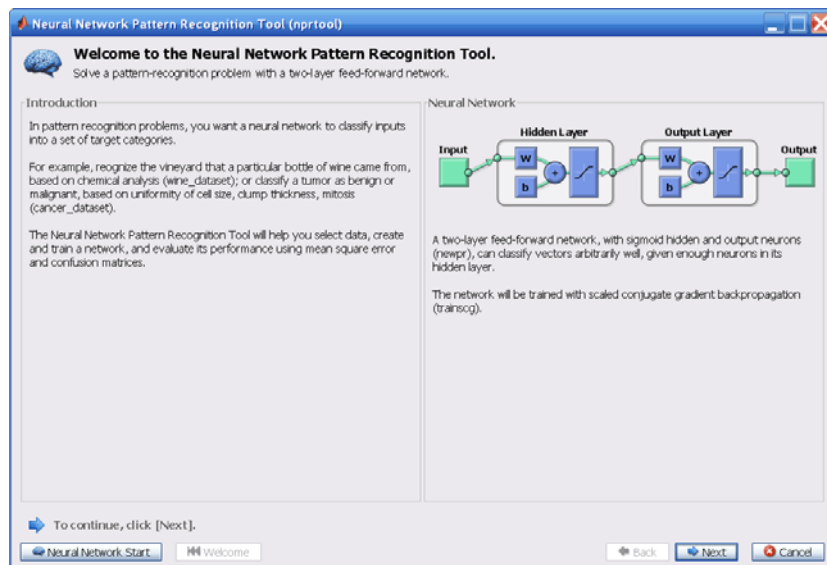 Neural Network Pattern Recognition Tool (nprtool)
Welcome to the Neural Network Pattern Recognition Tool.
Solve a pattern-recognition problem with a two-layer feed-forward network.
Introduction
In pattern recognition problems, you want a neural network to classify inputs
into a set of target categories.
For example, reognize the vineyard that a particular bottle of wine came from,
based on chemical analysis (wine_dataset); or classify a tumor as benign or
malignant, based on uniformity of cell size, clump thickness, mitosis
(cancer_dataset).
The Neural Network Pattern Recognition Tool will help you select data, create
and train a network, and evaluate its performance using mean square error
and confusion matrices.
Neural Network
Hidden Layer
Output Layer
Input
Output
W
b
+
W
b
+
A two-layer feed-forward network, with sigmoid hidden and output neurons
(newpr), can classify vectors arbitrarily well, given enough neurons in its
hidden layer.
The network will be trained with scaled conjugate gradient backpropagation
(trainscg).
To continue, click [Next].
Neural Network Start
Welcome
Back
Next
Cancel